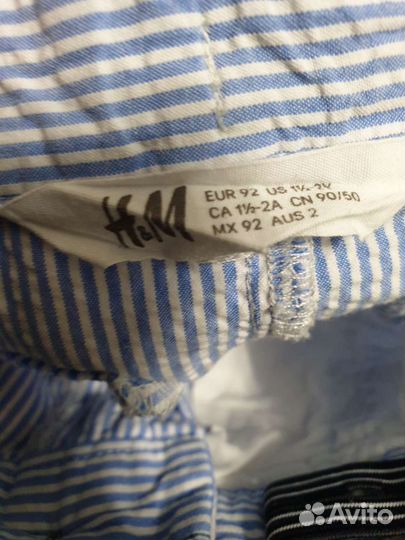 H&M
EUR 92 US 1½-2Y
CA 1½-2A CN 90/50
MX 92 AUS 2
Avito